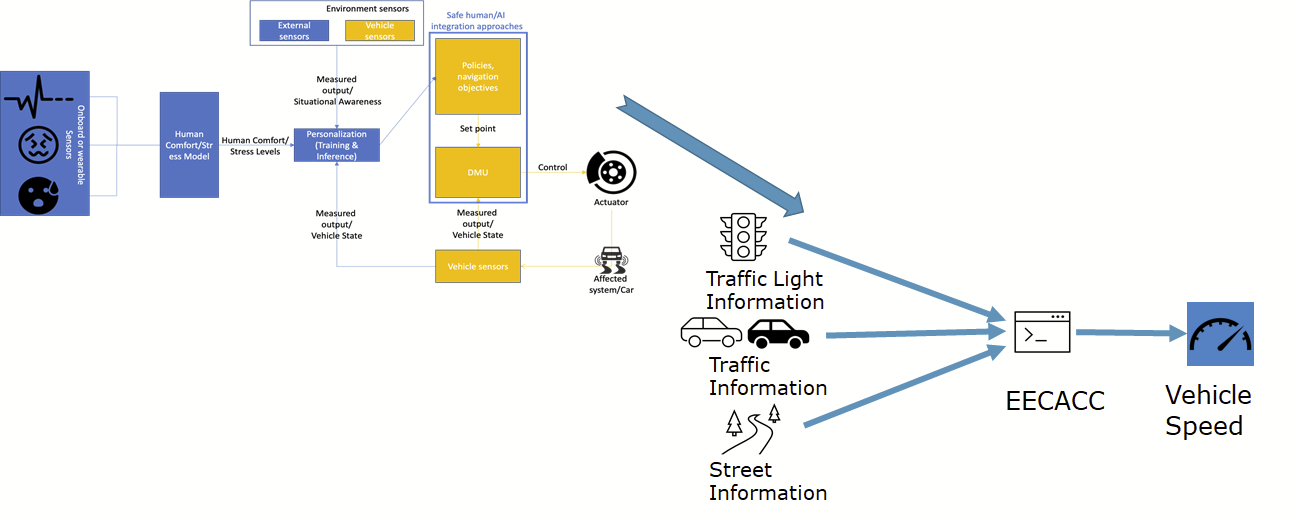 Environment sensors
External
sensors
Vehicle
sensors
Safe human/AI
integration approaches
Policies,
navigation
objectives
Measured
output/
Situational Awareness
Onboard or wearable
Sensors
Human
Comfort/Str
ess Model
Human Comfort/
Stress Levels
Personalization
(Training &
Inference)
Set point
DMU
Control
Actuator
Measured
output/
Vehicle State
Measured
output/
Vehicle State
Vehicle sensors
Affected
system/Car
Traffic Light
Information
Traffic
Information
Street
Information
>_
EECACC
Vehicle
Speed